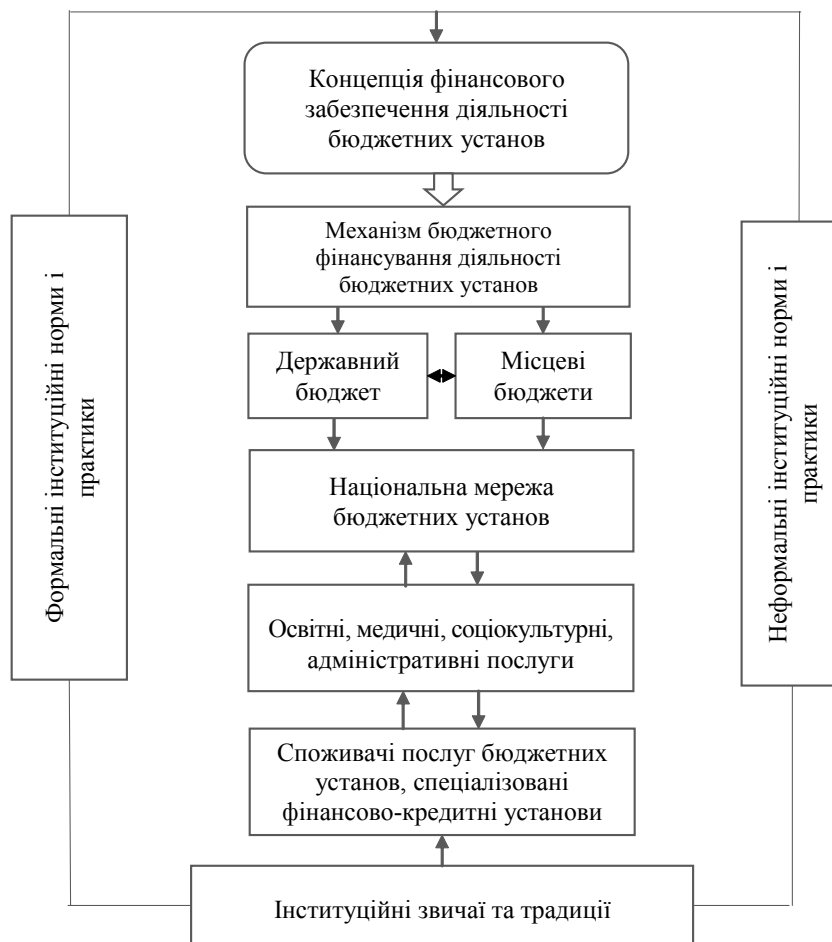 Концепція фінансового
забезпечення діяльності
бюджетних установ
Механізм бюджетного
фінансування діяльності
бюджетних установ
Державний
бюджет
Місцеві
бюджети
Національна мережа
бюджетних установ
Освітні, медичні, соціокультурні,
адміністративні послуги
Споживачі послуг бюджетних
установ, спеціалізовані
фінансово-кредитні установи
Інституційні звичаї та традиції
Формальні інституційні норми і
практики
Неформальні інституційні норми і
практики